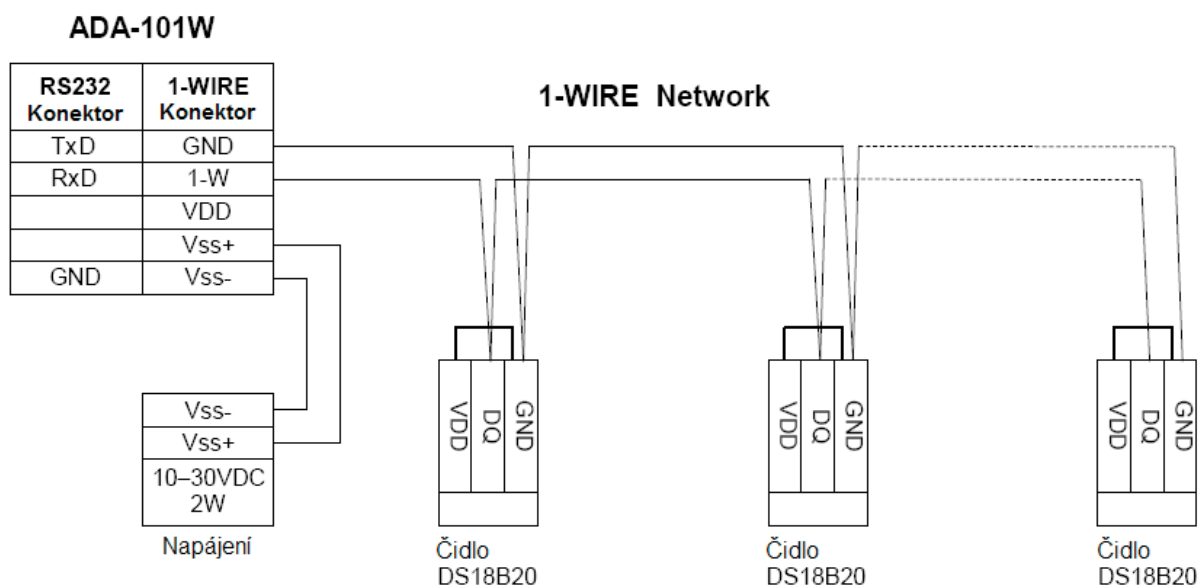 ADA-101W
RS232 Konektor
1-WIRE Konektor
1-WIRE Network
TxD
GND
RxD
1-W
VDD
Vss+
GND
Vss-
Vss-
Vss+
10–30VDC
2W
Napájení
VDD
DQ
GND
Čidlo
DS18B20
VDD
DQ
GND
Čidlo
DS18B20
VDD
DQ
GND
Čidlo
DS18B20